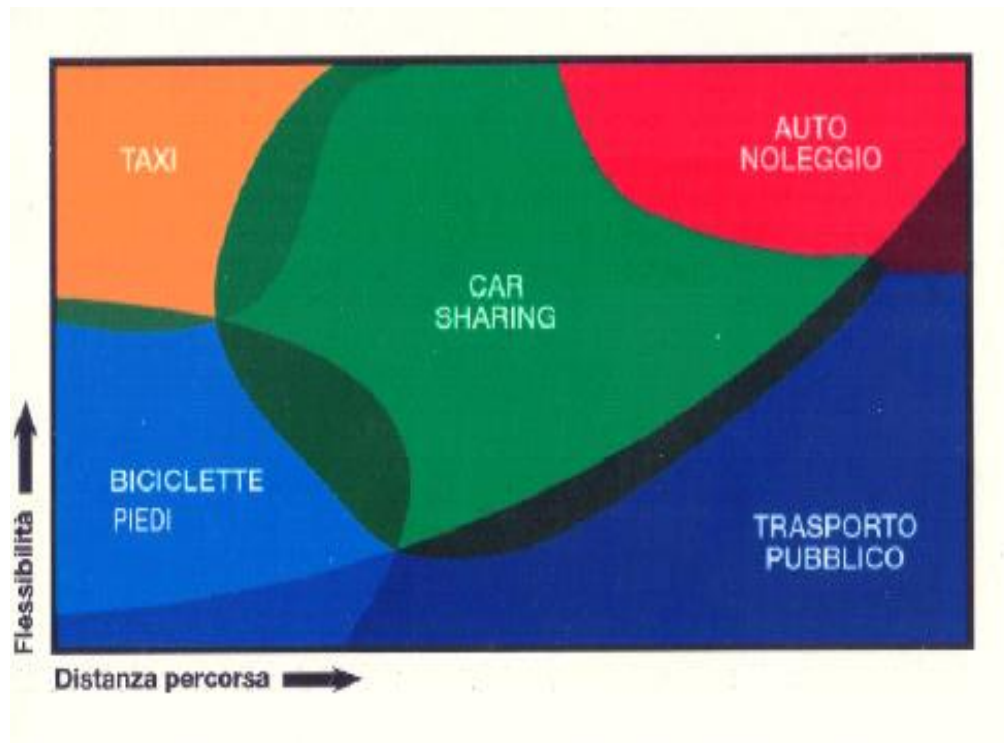 TAXI
AUTO
NOLEGGIO
CAR
SHARING
BICICLETTE
PIEDI
TRASPORTO
PUBBLICO
Flessibilità
Distanza percorsa